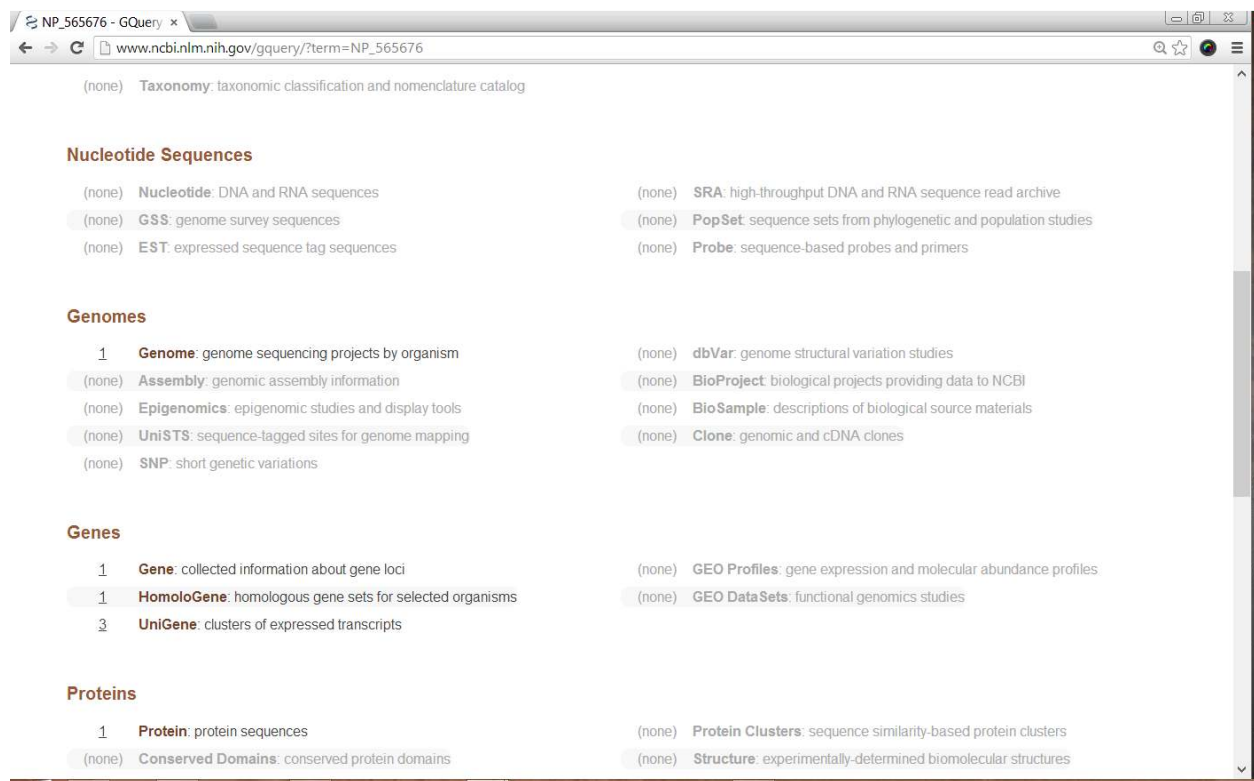 NP_565676 - GQuery ×
www.ncbi.nlm.nih.gov/gquery/?term=NP_565676
(none) Taxonomy: taxonomic classification and nomenclature catalog
Nucleotide Sequences
(none) Nucleotide: DNA and RNA sequences (none) SRA: high-throughput DNA and RNA sequence read archive
(none) GSS: genome survey sequences (none) PopSet: sequence sets from phylogenetic and population studies
(none) EST: expressed sequence tag sequences (none) Probe: sequence-based probes and primers
Genomes
1 Genome: genome sequencing projects by organism (none) dbVar: genome structural variation studies
(none) Assembly: genomic assembly information (none) BioProject: biological projects providing data to NCBI
(none) Epigenomics: epigenomic studies and display tools (none) BioSample: descriptions of biological source materials
(none) UniSTS: sequence-tagged sites for genome mapping (none) Clone: genomic and cDNA clones
(none) SNP: short genetic variations
Genes
1 Gene: collected information about gene loci (none) GEO Profiles: gene expression and molecular abundance profiles
1 HomoloGene: homologous gene sets for selected organisms (none) GEO DataSets: functional genomics studies
3 UniGene: clusters of expressed transcripts
Proteins
1 Protein: protein sequences (none) Protein Clusters: sequence similarity-based protein clusters
(none) Conserved Domains: conserved protein domains (none) Structure: experimentally-determined biomolecular structures